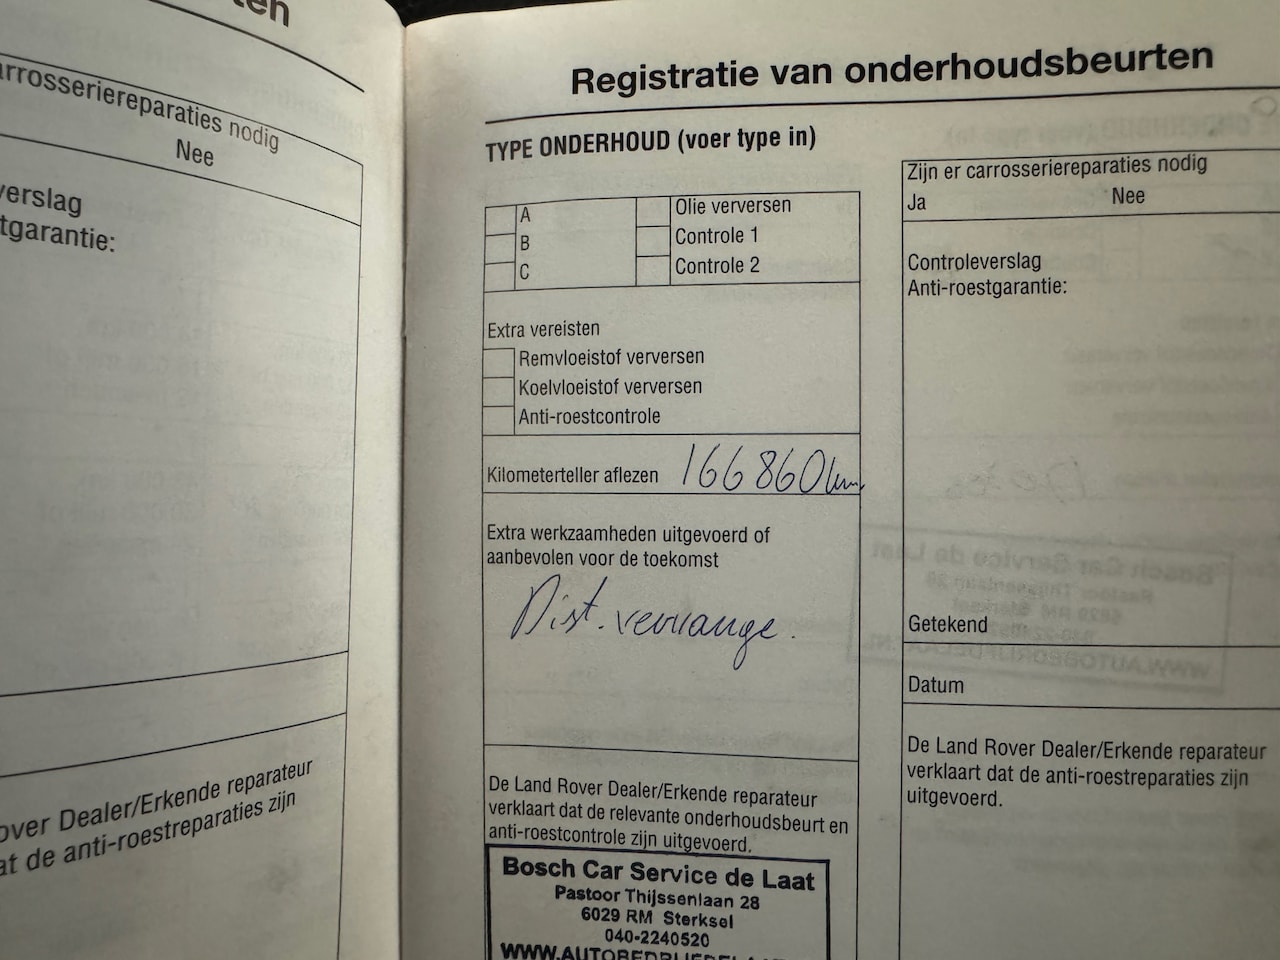 ten
arrosseriereparaties nodig
Nee
verslag
tgarantie:
over Dealer/Erkende reparateur
at de anti-roestreparaties zijn
Registratie van onderhoudsbeurten
TYPE ONDERHOUD (voer type in)
A
B
C
Olie verversen
Controle 1
Controle 2
Extra vereisten
Remvloeistof verversen
Koelvloeistof verversen
Anti-roestcontrole
Kilometerteller aflezen 166860 km
Extra werkzaamheden uitgevoerd of
aanbevolen voor de toekomst
Dist. vervange.
De Land Rover Dealer/Erkende reparateur
verklaart dat de relevante onderhoudsbeurt en
anti-roestcontrole zijn uitgevoerd.
Bosch Car Service de Laat
Pastoor Thijssenlaan 28
6029 RM Sterksel
040-2240520
Zijn er carrosseriereparaties nodig
Ja Nee
Controleverslag
Anti-roestgarantie:
Getekend
Datum
De Land Rover Dealer/Erkende reparateur
verklaart dat de anti-roestreparaties zijn
uitgevoerd.